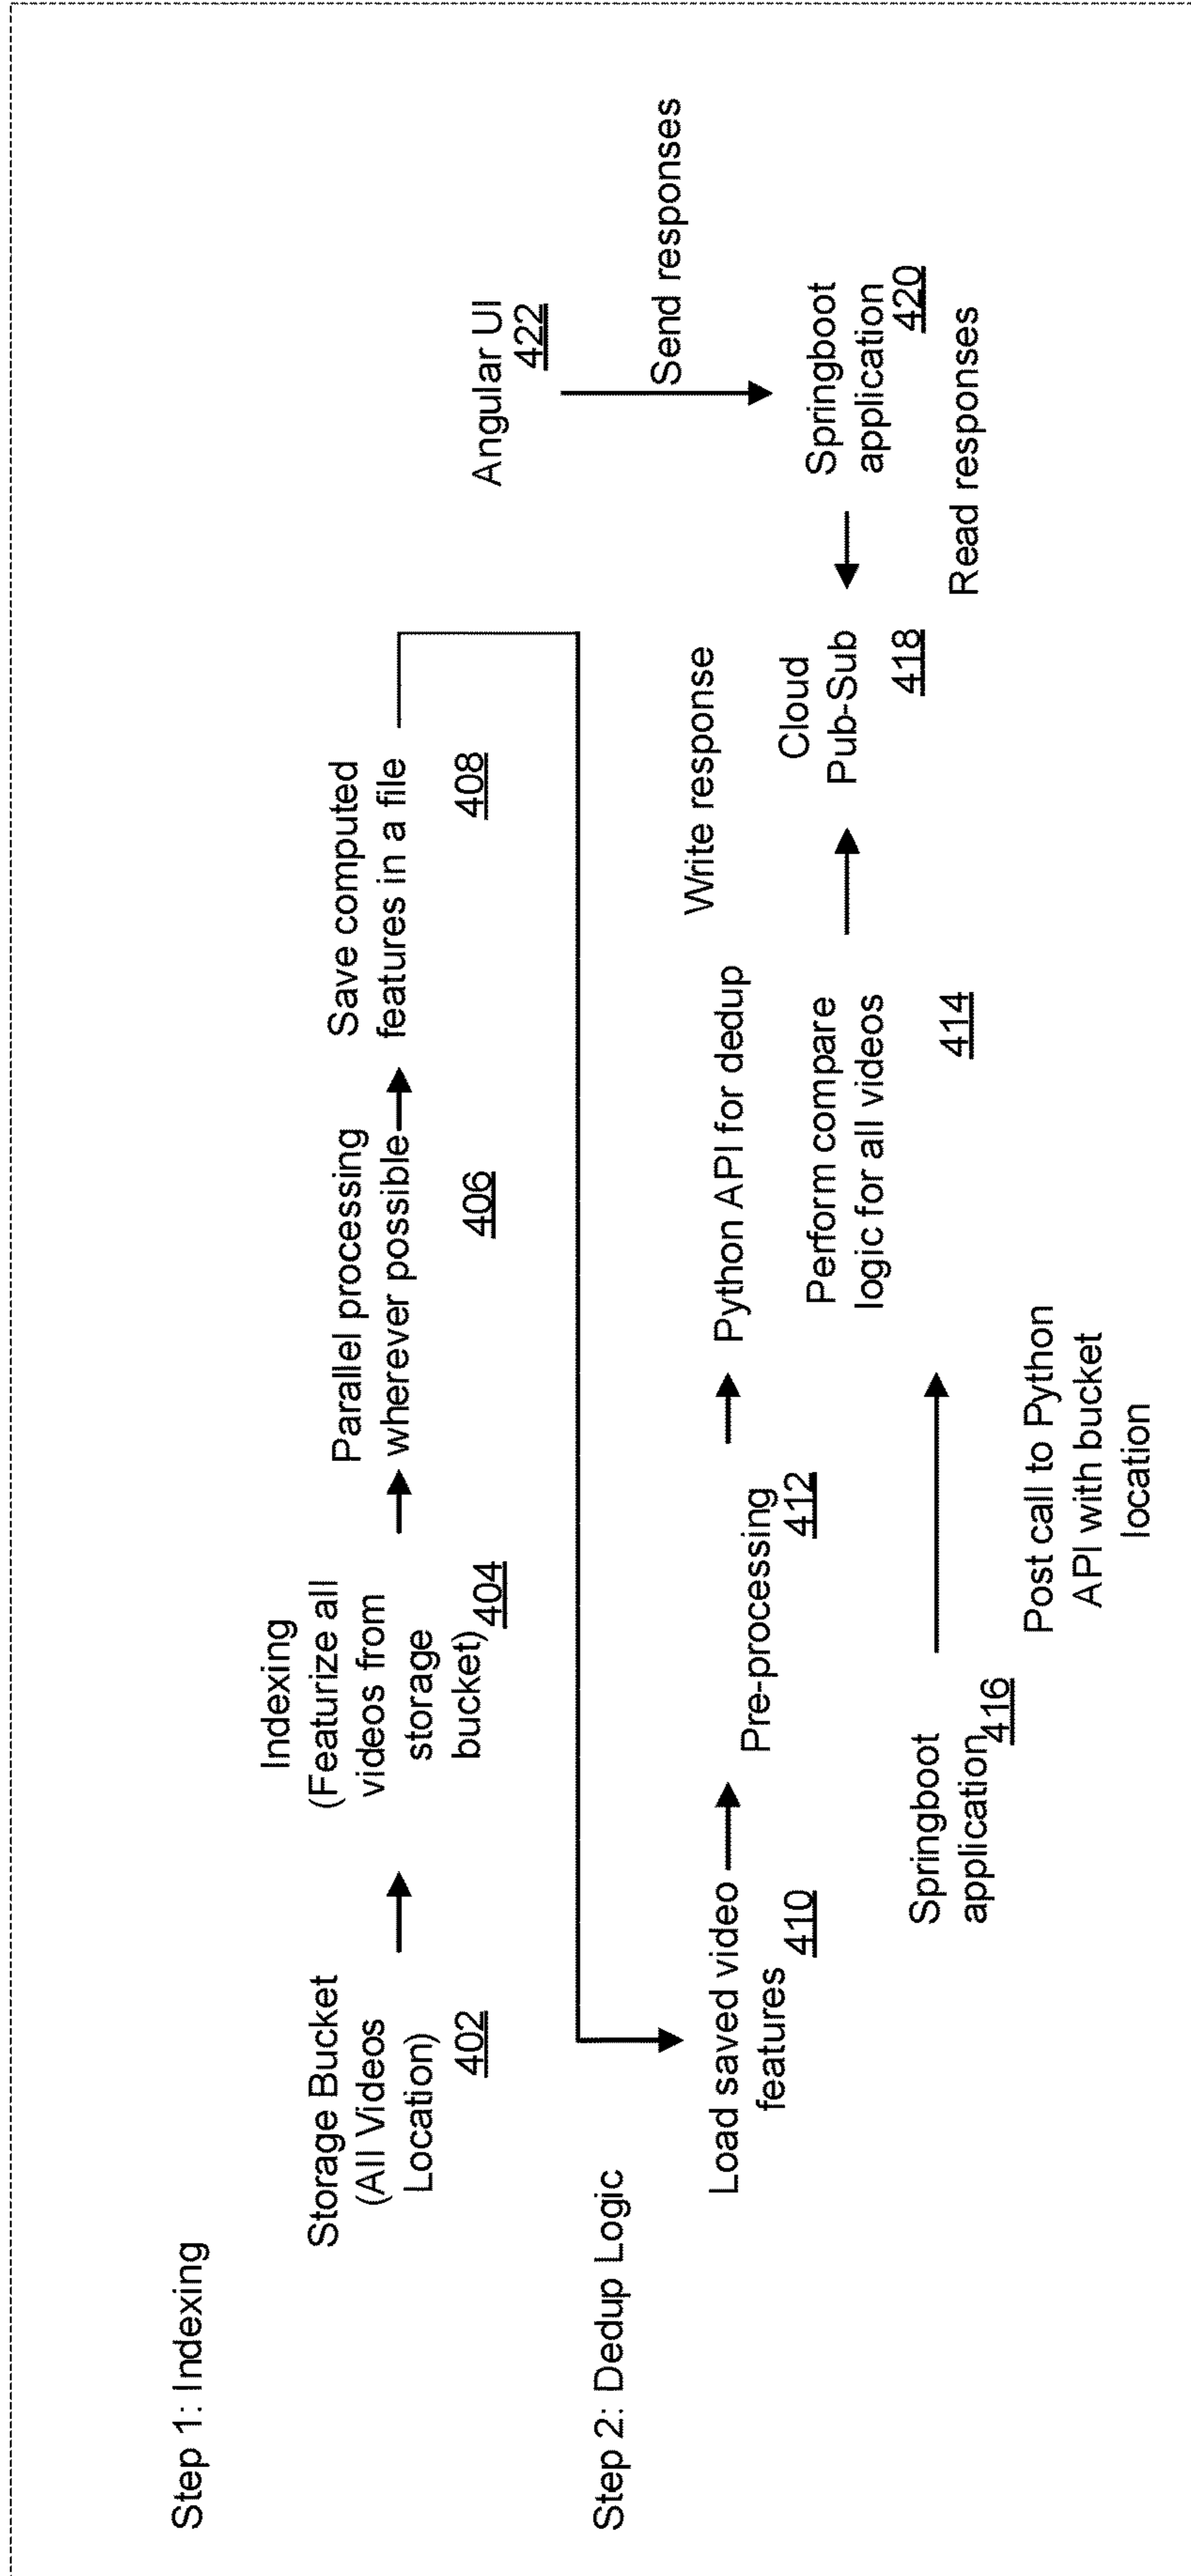 Step 1: Indexing
Storage Bucket
(All Videos
Location)
402
Indexing
(Featurize all
videos from
storage
bucket)
404
Parallel processing
wherever possible
406
Save computed
features in a file
408
Step 2: Dedup Logic
Load saved video
features
410
Pre-processing
412
Python API for dedup
Perform compare
logic for all videos
414
Springboot
application
416
Post call to Python
API with bucket
location
Write response
Cloud
Pub-Sub
418
Angular UI
422
Send responses
Springboot
application
420
Read responses